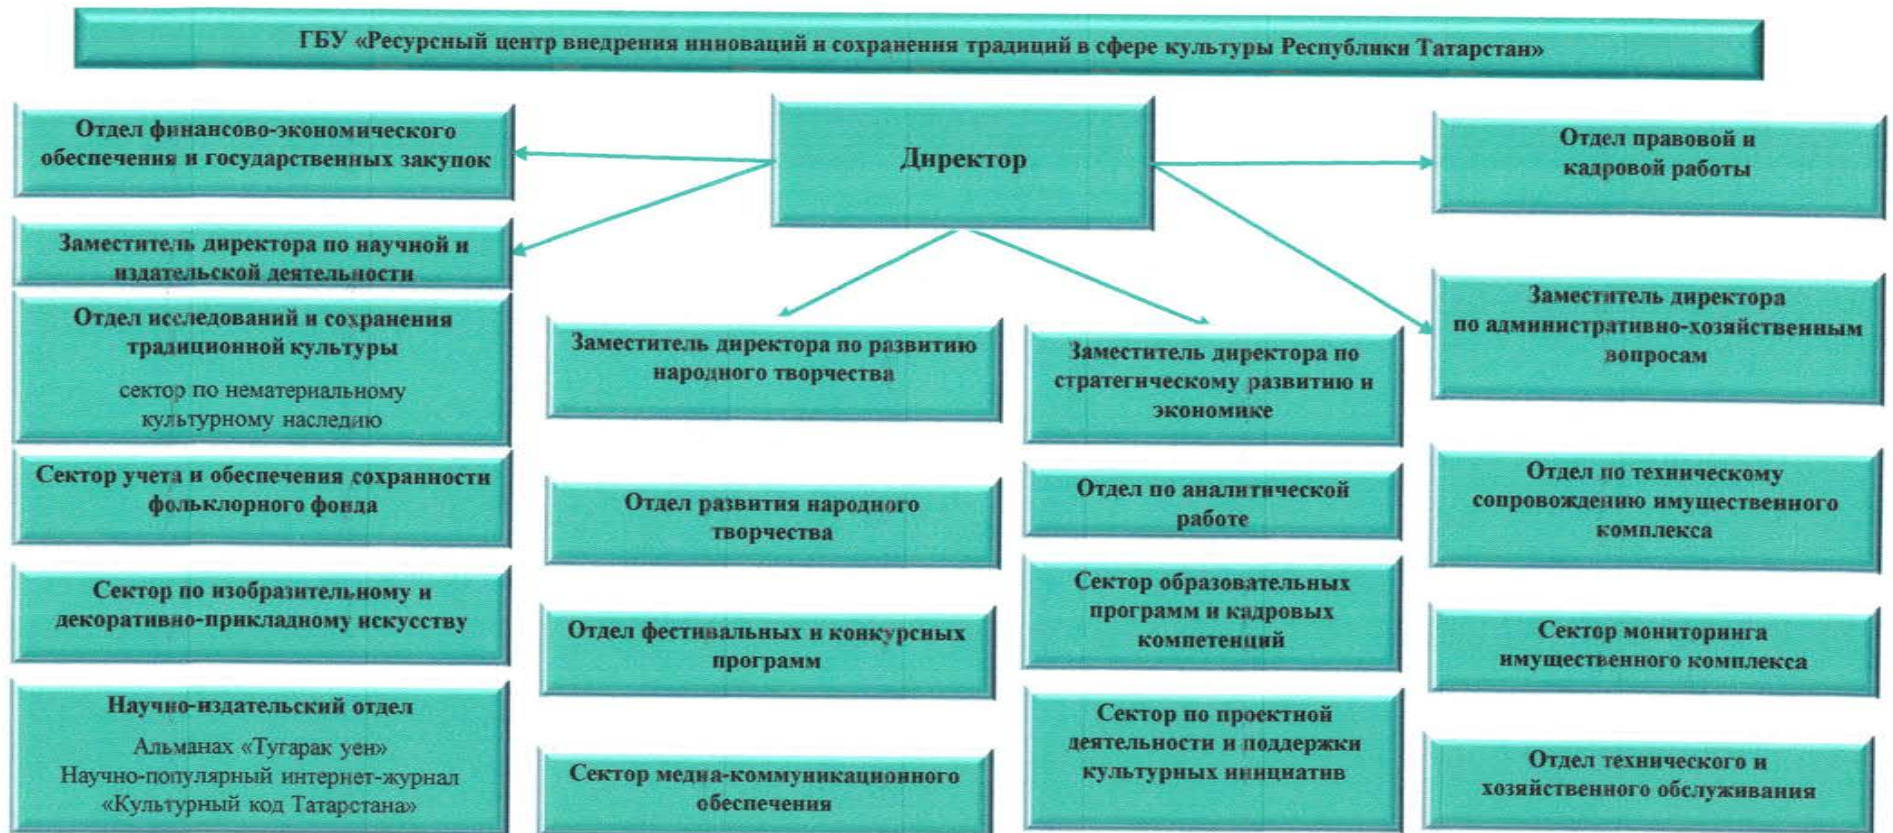 ГБУ «Ресурсный центр внедрения инноваций и сохранения традиций в сфере культуры Республики Татарстан»
Директор
Отдел финансово-экономического
обеспечения и государственных закупок
Заместитель директора по научной и
издательской деятельности
Отдел исследований и сохранения
традиционной культуры
сектор по нематериальному
культурному наследию
Сектор учета и обеспечения сохранности
фольклорного фонда
Сектор по изобразительному и
декоративно-прикладному искусству
Научно-издательский отдел
Альманах «Тугарак уен»
Научно-популярный интернет-журнал
«Культурный код Татарстана»
Заместитель директора по развитию
народного творчества
Отдел развития народного
творчества
Отдел фестивальных и конкурсных
программ
Сектор медиа-коммуникационного
обеспечения
Заместитель директора по
стратегическому развитию и
экономике
Отдел по аналитической
работе
Сектор образовательных
программ и кадровых
компетенций
Сектор по проектной
деятельности и поддержки
культурных инициатив
Отдел правовой и
кадровой работы
Заместитель директора
по административно-хозяйственным
вопросам
Отдел по техническому
сопровождению имущественного
комплекса
Сектор мониторинга
имущественного комплекса
Отдел технического и
хозяйственного обслуживания